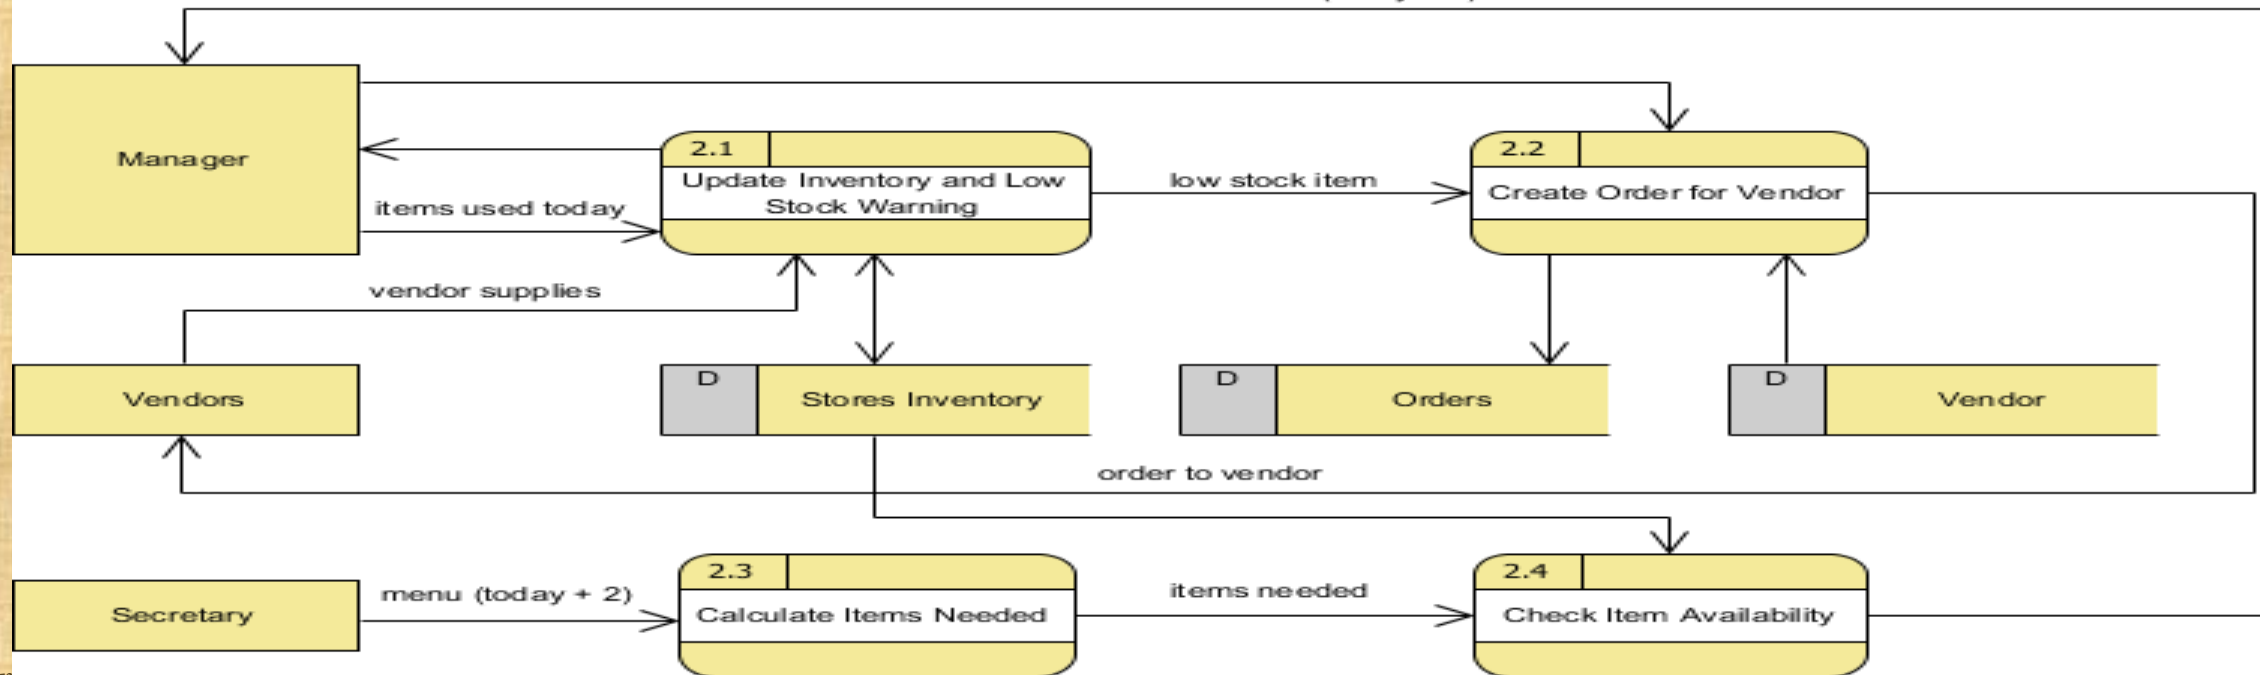 Manager
2.1
Update Inventory and Low
Stock Warning
low stock item
2.2
Create Order for Vendor
items used today
vendor supplies
Vendors
D
Stores Inventory
D
Orders
D
Vendor
order to vendor
Secretary
menu (today + 2)
2.3
Calculate Items Needed
items needed
2.4
Check Item Availability